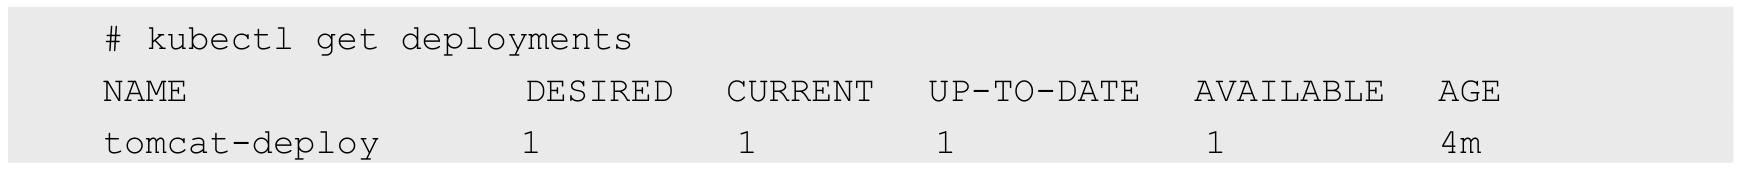 # kubectl get deployments
NAME DESIRED CURRENT UP-TO-DATE AVAILABLE AGE
tomcat-deploy 1 1 1 1 4m